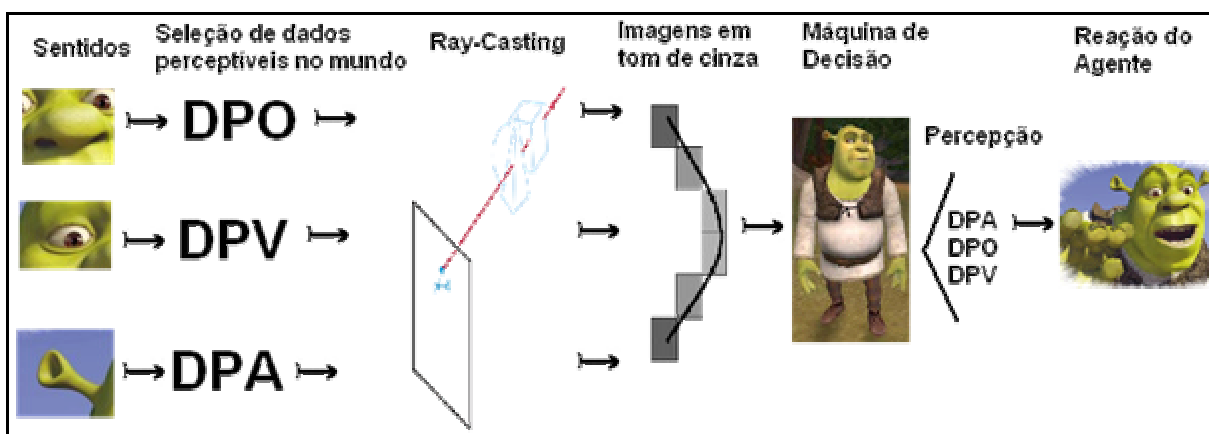 Sentidos
Seleção de dados
perceptíveis no mundo
Ray-Casting
Imagens em
tom de cinza
Máquina de
Decisão
Reação do
Agente
DPO
DPV
DPA
Percepção
DPA
DPO
DPV